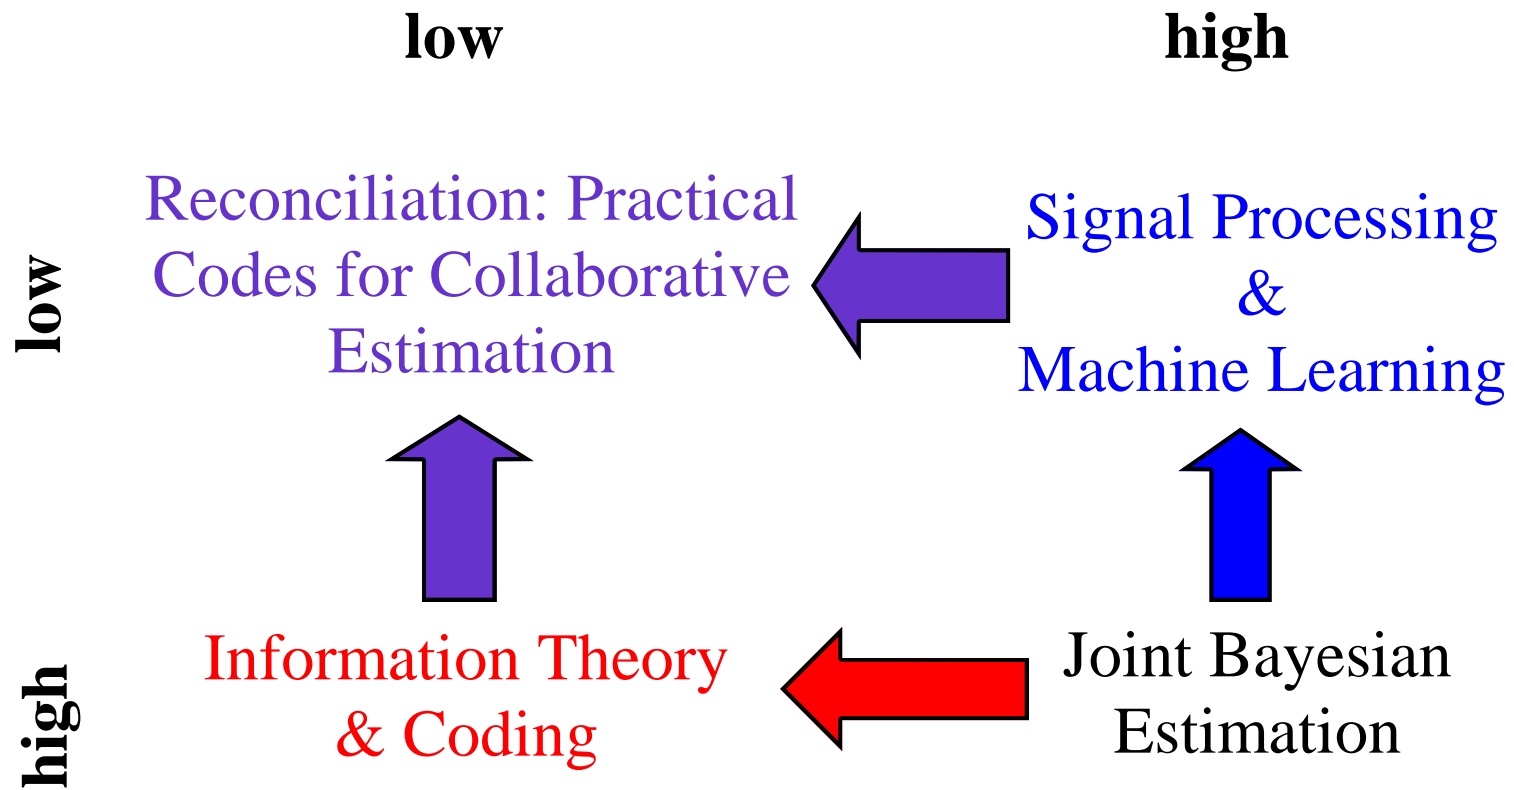 low
high
low
Reconciliation: Practical
Codes for Collaborative
Estimation
Signal Processing
&
Machine Learning
high
Information Theory
& Coding
Joint Bayesian
Estimation